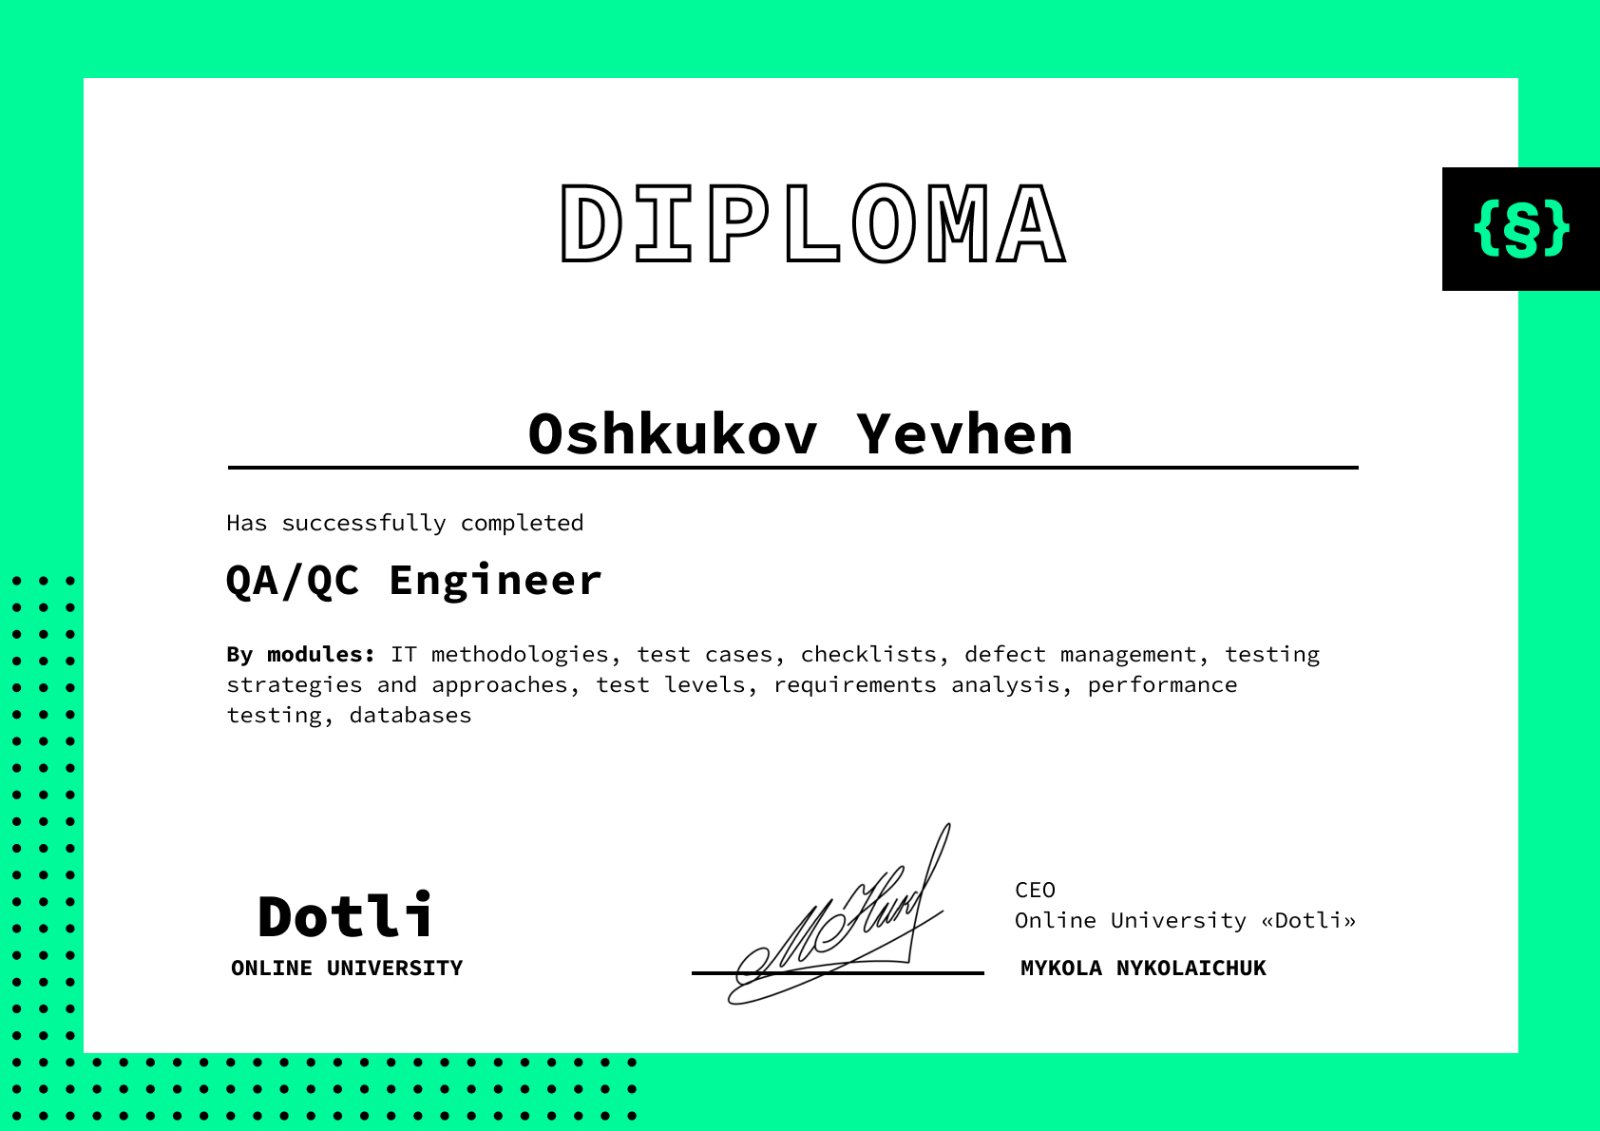 DIPLOMA
{§}
Oshkukov Yevhen
Has successfully completed
QA/QC Engineer
By modules: IT methodologies, test cases, checklists, defect management, testing
strategies and approaches, test levels, requirements analysis, performance
testing, databases
Dotli
ONLINE UNIVERSITY
CEO
Online University «Dotli»
MYKOLA NYKOLAICHUK